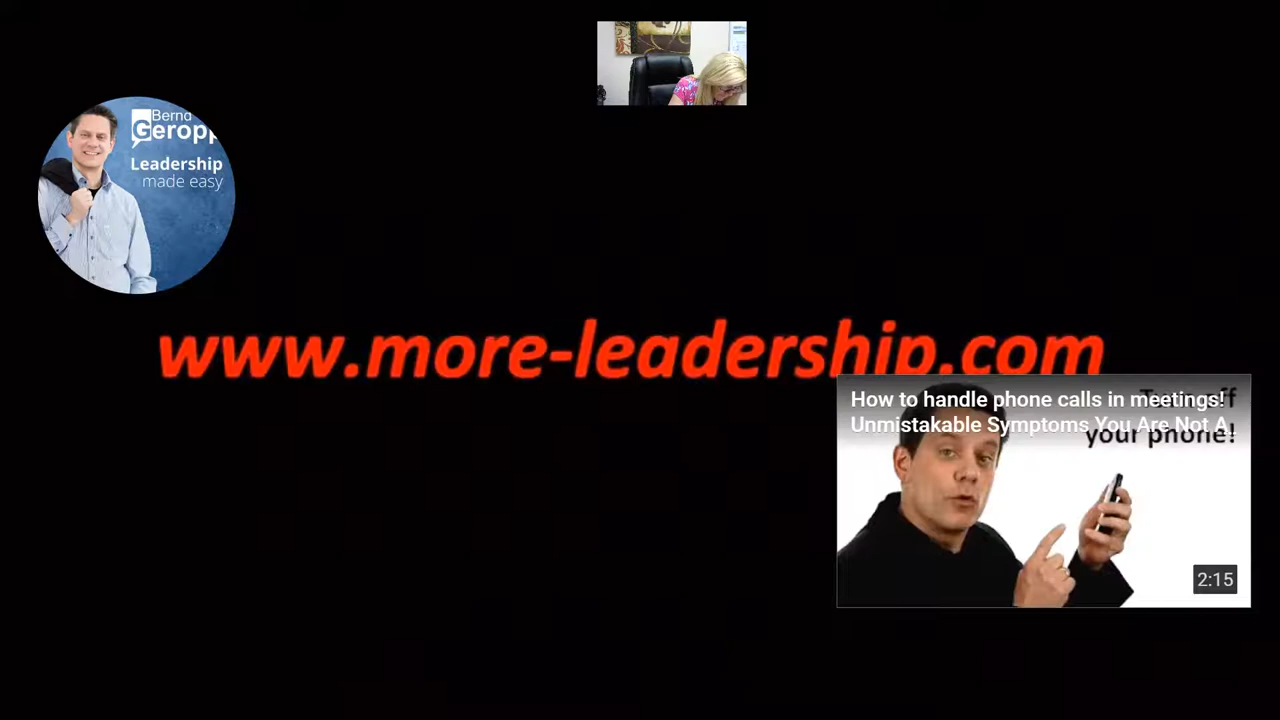 Bernd
Geropp
Leadership
made easy
www.more-leadership.com
How to handle phone calls in meetings!
Unmistakable Symptoms You Are Not A...
your phone!
2:15